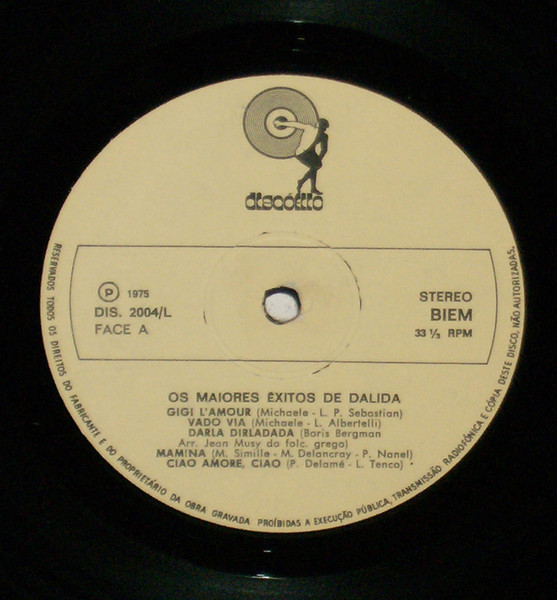 discófilo
Ⓟ 1975
DIS. 2004/L
FACE A
STEREO
BIEM
33 ⅓ RPM
OS MAIORES ÊXITOS DE DALIDA
GIGI L'AMOUR (Michaele - L. P. Sebastian)
VADO VIA (Michaele - L. Albertelli)
DARLA DIRLADADA (Boris Bergman
Arr. Jean Musy do folc. grego)
MAMINA (M. Simille - M. Delancray - P. Nanel)
CIAO AMORE, CIAO (P. Delamé - L. Tenco)
RESERVADOS TODOS OS DIREITOS DO FABRICANTE E DO PROPRIETÁRIO DA OBRA GRAVADA PROÍBIDAS A EXECUÇÃO PÚBLICA, TRANSMISSÃO RADIOFÓNICA E CÓPIA DESTE DISCO, NÃO AUTORIZADAS.